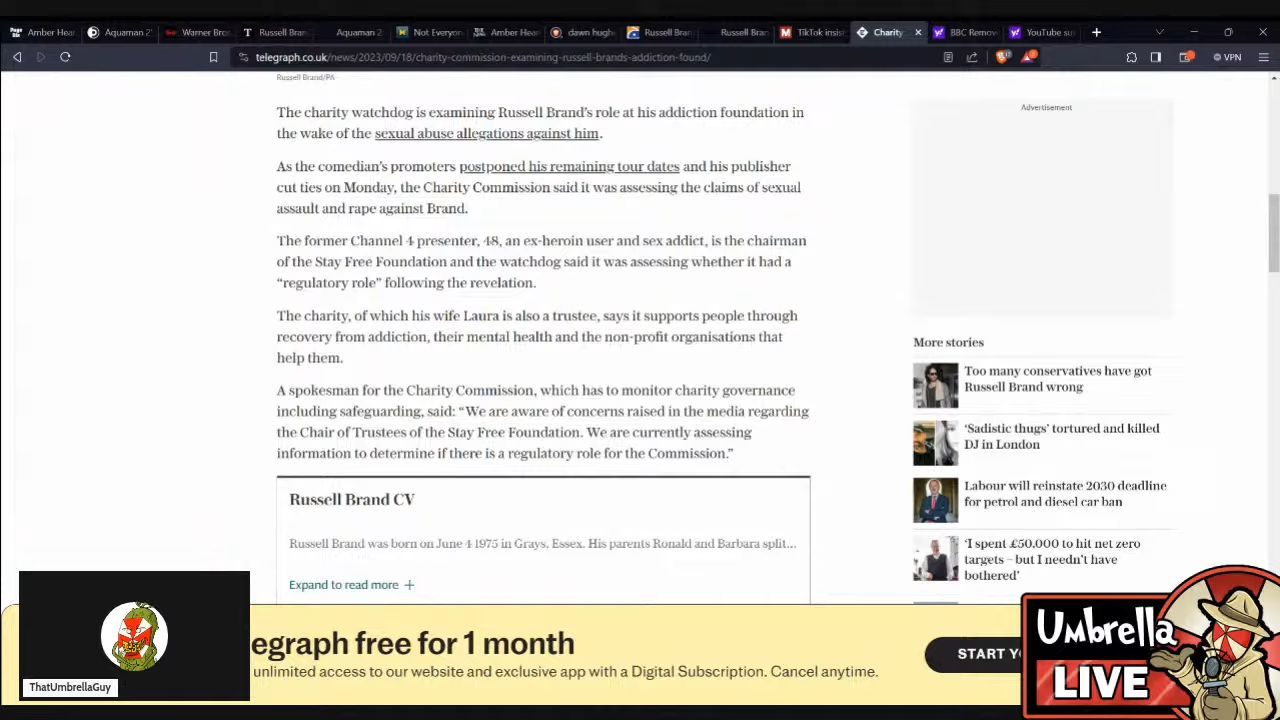 Amber Hear
Aquaman 2'
Warner Bros
Russell Bran
Aquaman 2
Not Everyon
Amber Hear
dawn hughe
Russell Bran
Russell Bran
TikTok insis
Charity
BBC Remov
YouTube su
telegraph.co.uk/news/2023/09/18/charity-commission-examining-russell-brands-addiction-found/
VPN
Russell Brand/PA
The charity watchdog is examining Russell Brand's role at his addiction foundation in
the wake of the sexual abuse allegations against him.
As the comedian's promoters postponed his remaining tour dates and his publisher
cut ties on Monday, the Charity Commission said it was assessing the claims of sexual
assault and rape against Brand.
The former Channel 4 presenter, 48, an ex-heroin user and sex addict, is the chairman
of the Stay Free Foundation and the watchdog said it was assessing whether it had a
“regulatory role” following the revelation.
The charity, of which his wife Laura is also a trustee, says it supports people through
recovery from addiction, their mental health and the non-profit organisations that
help them.
A spokesman for the Charity Commission, which has to monitor charity governance
including safeguarding, said: “We are aware of concerns raised in the media regarding
the Chair of Trustees of the Stay Free Foundation. We are currently assessing
information to determine if there is a regulatory role for the Commission.”
Russell Brand CV
Russell Brand was born on June 4 1975 in Grays, Essex. His parents Ronald and Barbara split...
Expand to read more +
Advertisement
More stories
Too many conservatives have got
Russell Brand wrong
‘Sadistic thugs’ tortured and killed
DJ in London
Labour will reinstate 2030 deadline
for petrol and diesel car ban
‘I spent £50,000 to hit net zero
targets – but I needn’t have
bothered’
egraph free for 1 month
unlimited access to our website and exclusive app with a Digital Subscription. Cancel anytime.
START YO
ThatUmbrellaGuy
Umbrella
LIVE